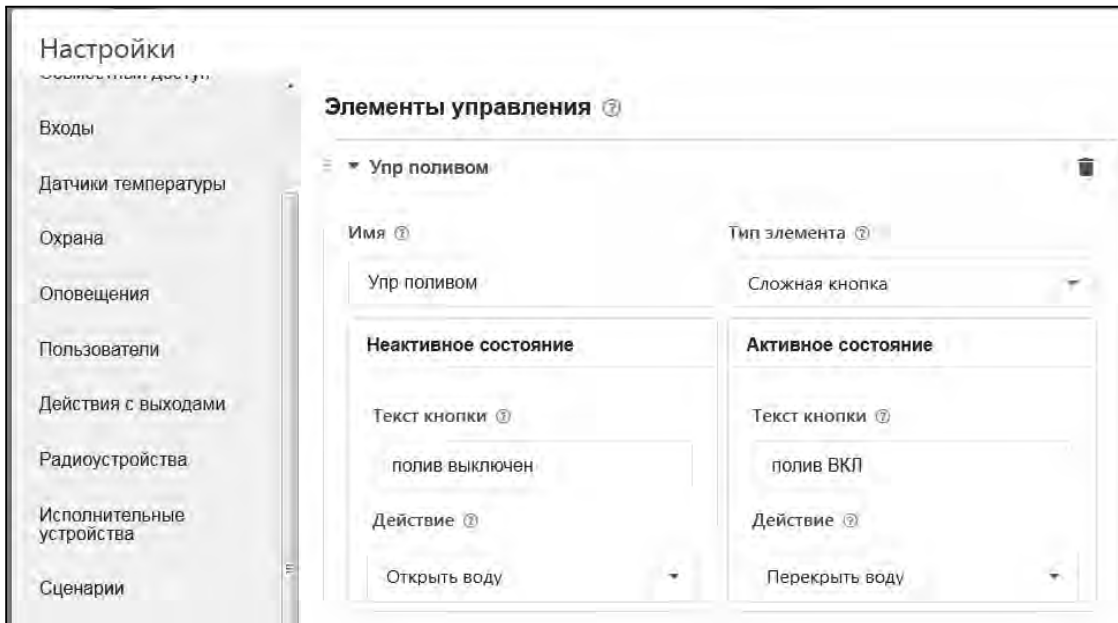 Настройки
Входы
Датчики температуры
Охрана
Оповещения
Пользователи
Действия с выходами
Радиоустройства
Исполнительные
устройства
Сценарии
Элементы управления ?
Упр поливом
Имя ?
Тип элемента ?
Упр поливом
Сложная кнопка
Неактивное состояние
Активное состояние
Текст кнопки ?
Текст кнопки ?
полив выключен
полив ВКЛ
Действие ?
Действие ?
Открыть воду
Перекрыть воду